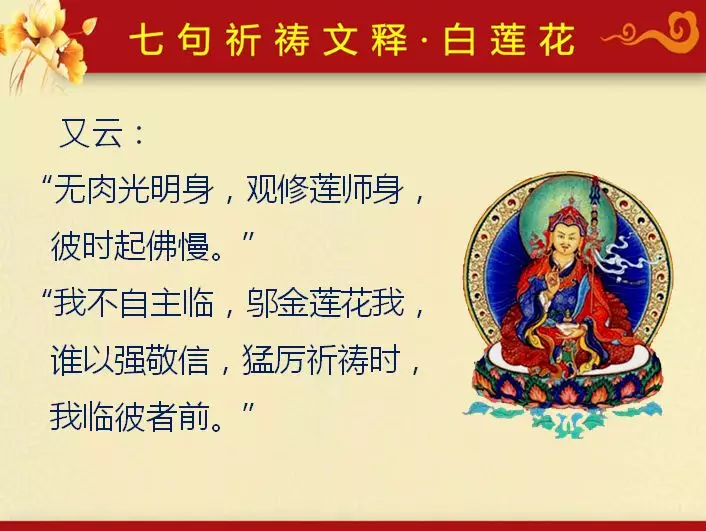 七句祈祷文释·白莲花
又云：
“无肉光明身，观修莲师身，
彼时起佛慢。”
“我不自主临，邬金莲花我，
谁以强敬信，猛厉祈祷时，
我临彼者前。”